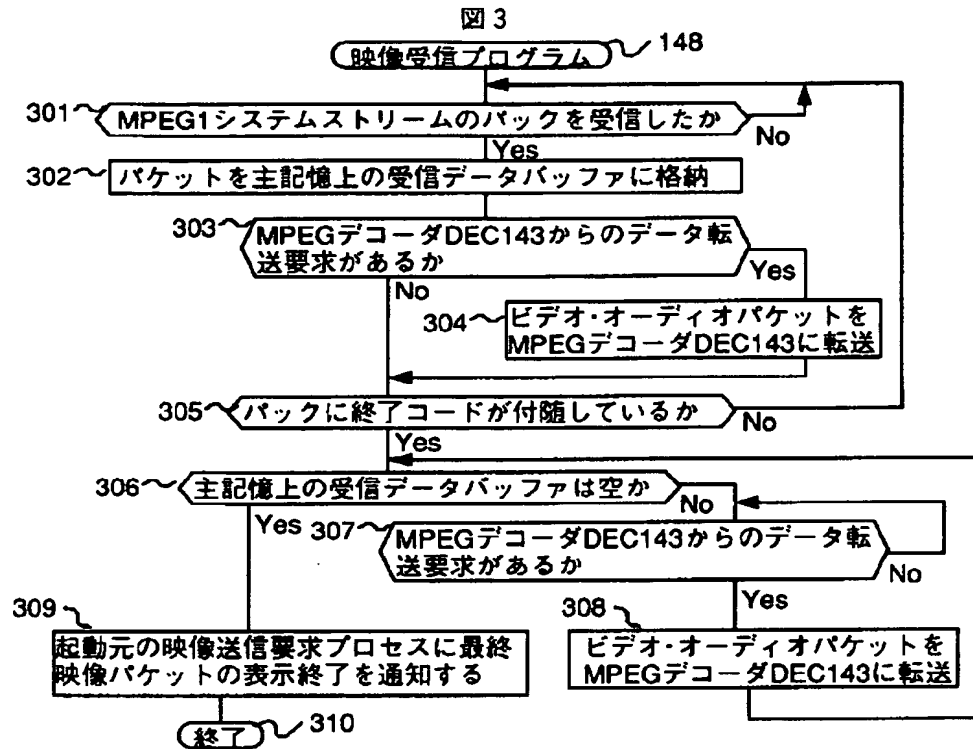 図3
映像受信プログラム
148
301
MPEG1システムストリームのパックを受信したか
No
Yes
302
パケットを主記憶上の受信データバッファに格納
303
MPEGデコーダDEC143からのデータ転
送要求があるか
Yes
No
304
ビデオ・オーディオパケットを
MPEGデコーダDEC143に転送
305
パックに終了コードが付随しているか
No
Yes
306
主記憶上の受信データバッファは空か
No
Yes
307
MPEGデコーダDEC143からのデータ転
送要求があるか
No
Yes
309
起動元の映像送信要求プロセスに最終
映像パケットの表示終了を通知する
308
ビデオ・オーディオパケットを
MPEGデコーダDEC143に転送
終了
310